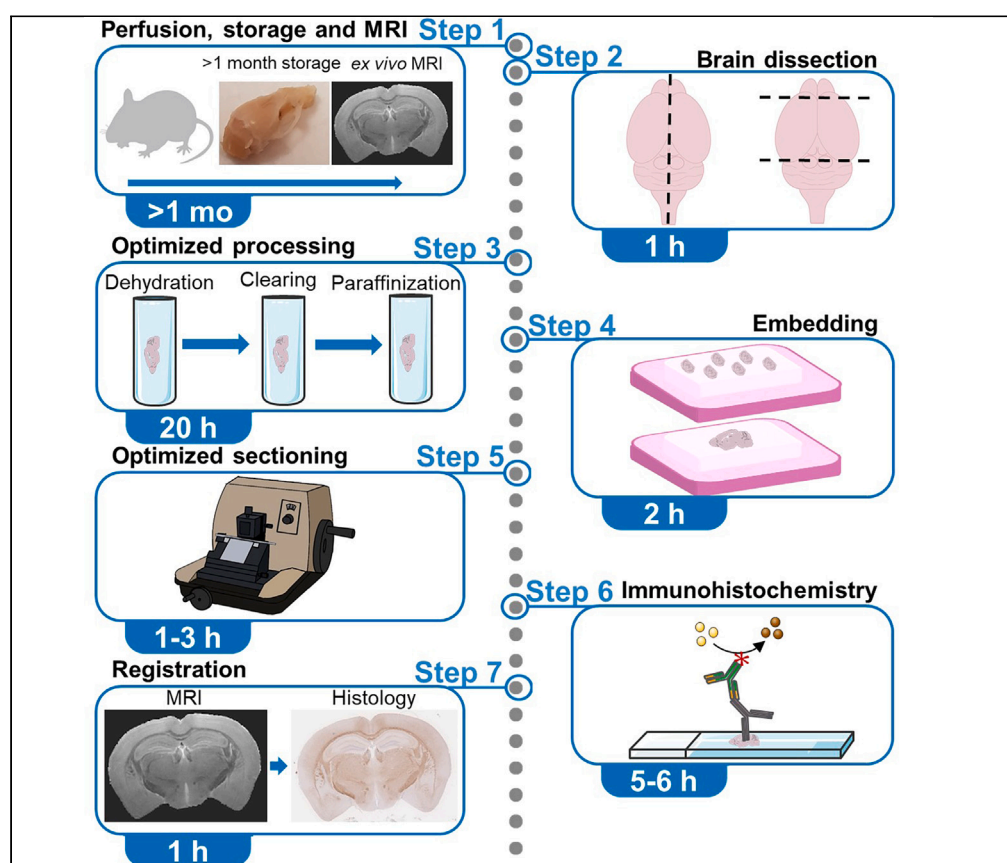 Perfusion, storage and MRI
Step 1
>1 month storage
ex vivo MRI
>1 mo
Step 2
Brain dissection
1 h
Optimized processing
Step 3
Dehydration
Clearing
Paraffinization
20 h
Step 4
Embedding
2 h
Optimized sectioning
Step 5
1-3 h
Step 6
Immunohistochemistry
5-6 h
Registration
Step 7
MRI
Histology
1 h